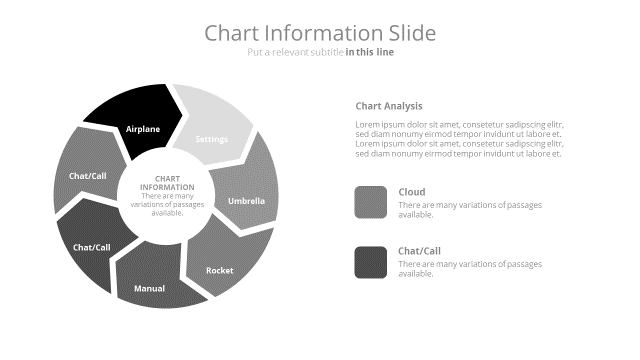 Chart Information Slide
Put a relevant subtitle in this line
Airplane
Settings
Chat/Call
Umbrella
Chat/Call
Rocket
Manual
CHART
INFORMATION
There are many
variations of passages
available.
Chart Analysis
Lorem ipsum dolor sit amet, consetetur sadipscing elitr,
sed diam nonumy eirmod tempor invidunt ut labore et.
Lorem ipsum dolor sit amet, consetetur sadipscing elitr,
sed diam nonumy eirmod tempor invidunt ut labore et.
Cloud
There are many variations of passages
available.
Chat/Call
There are many variations of passages
available.